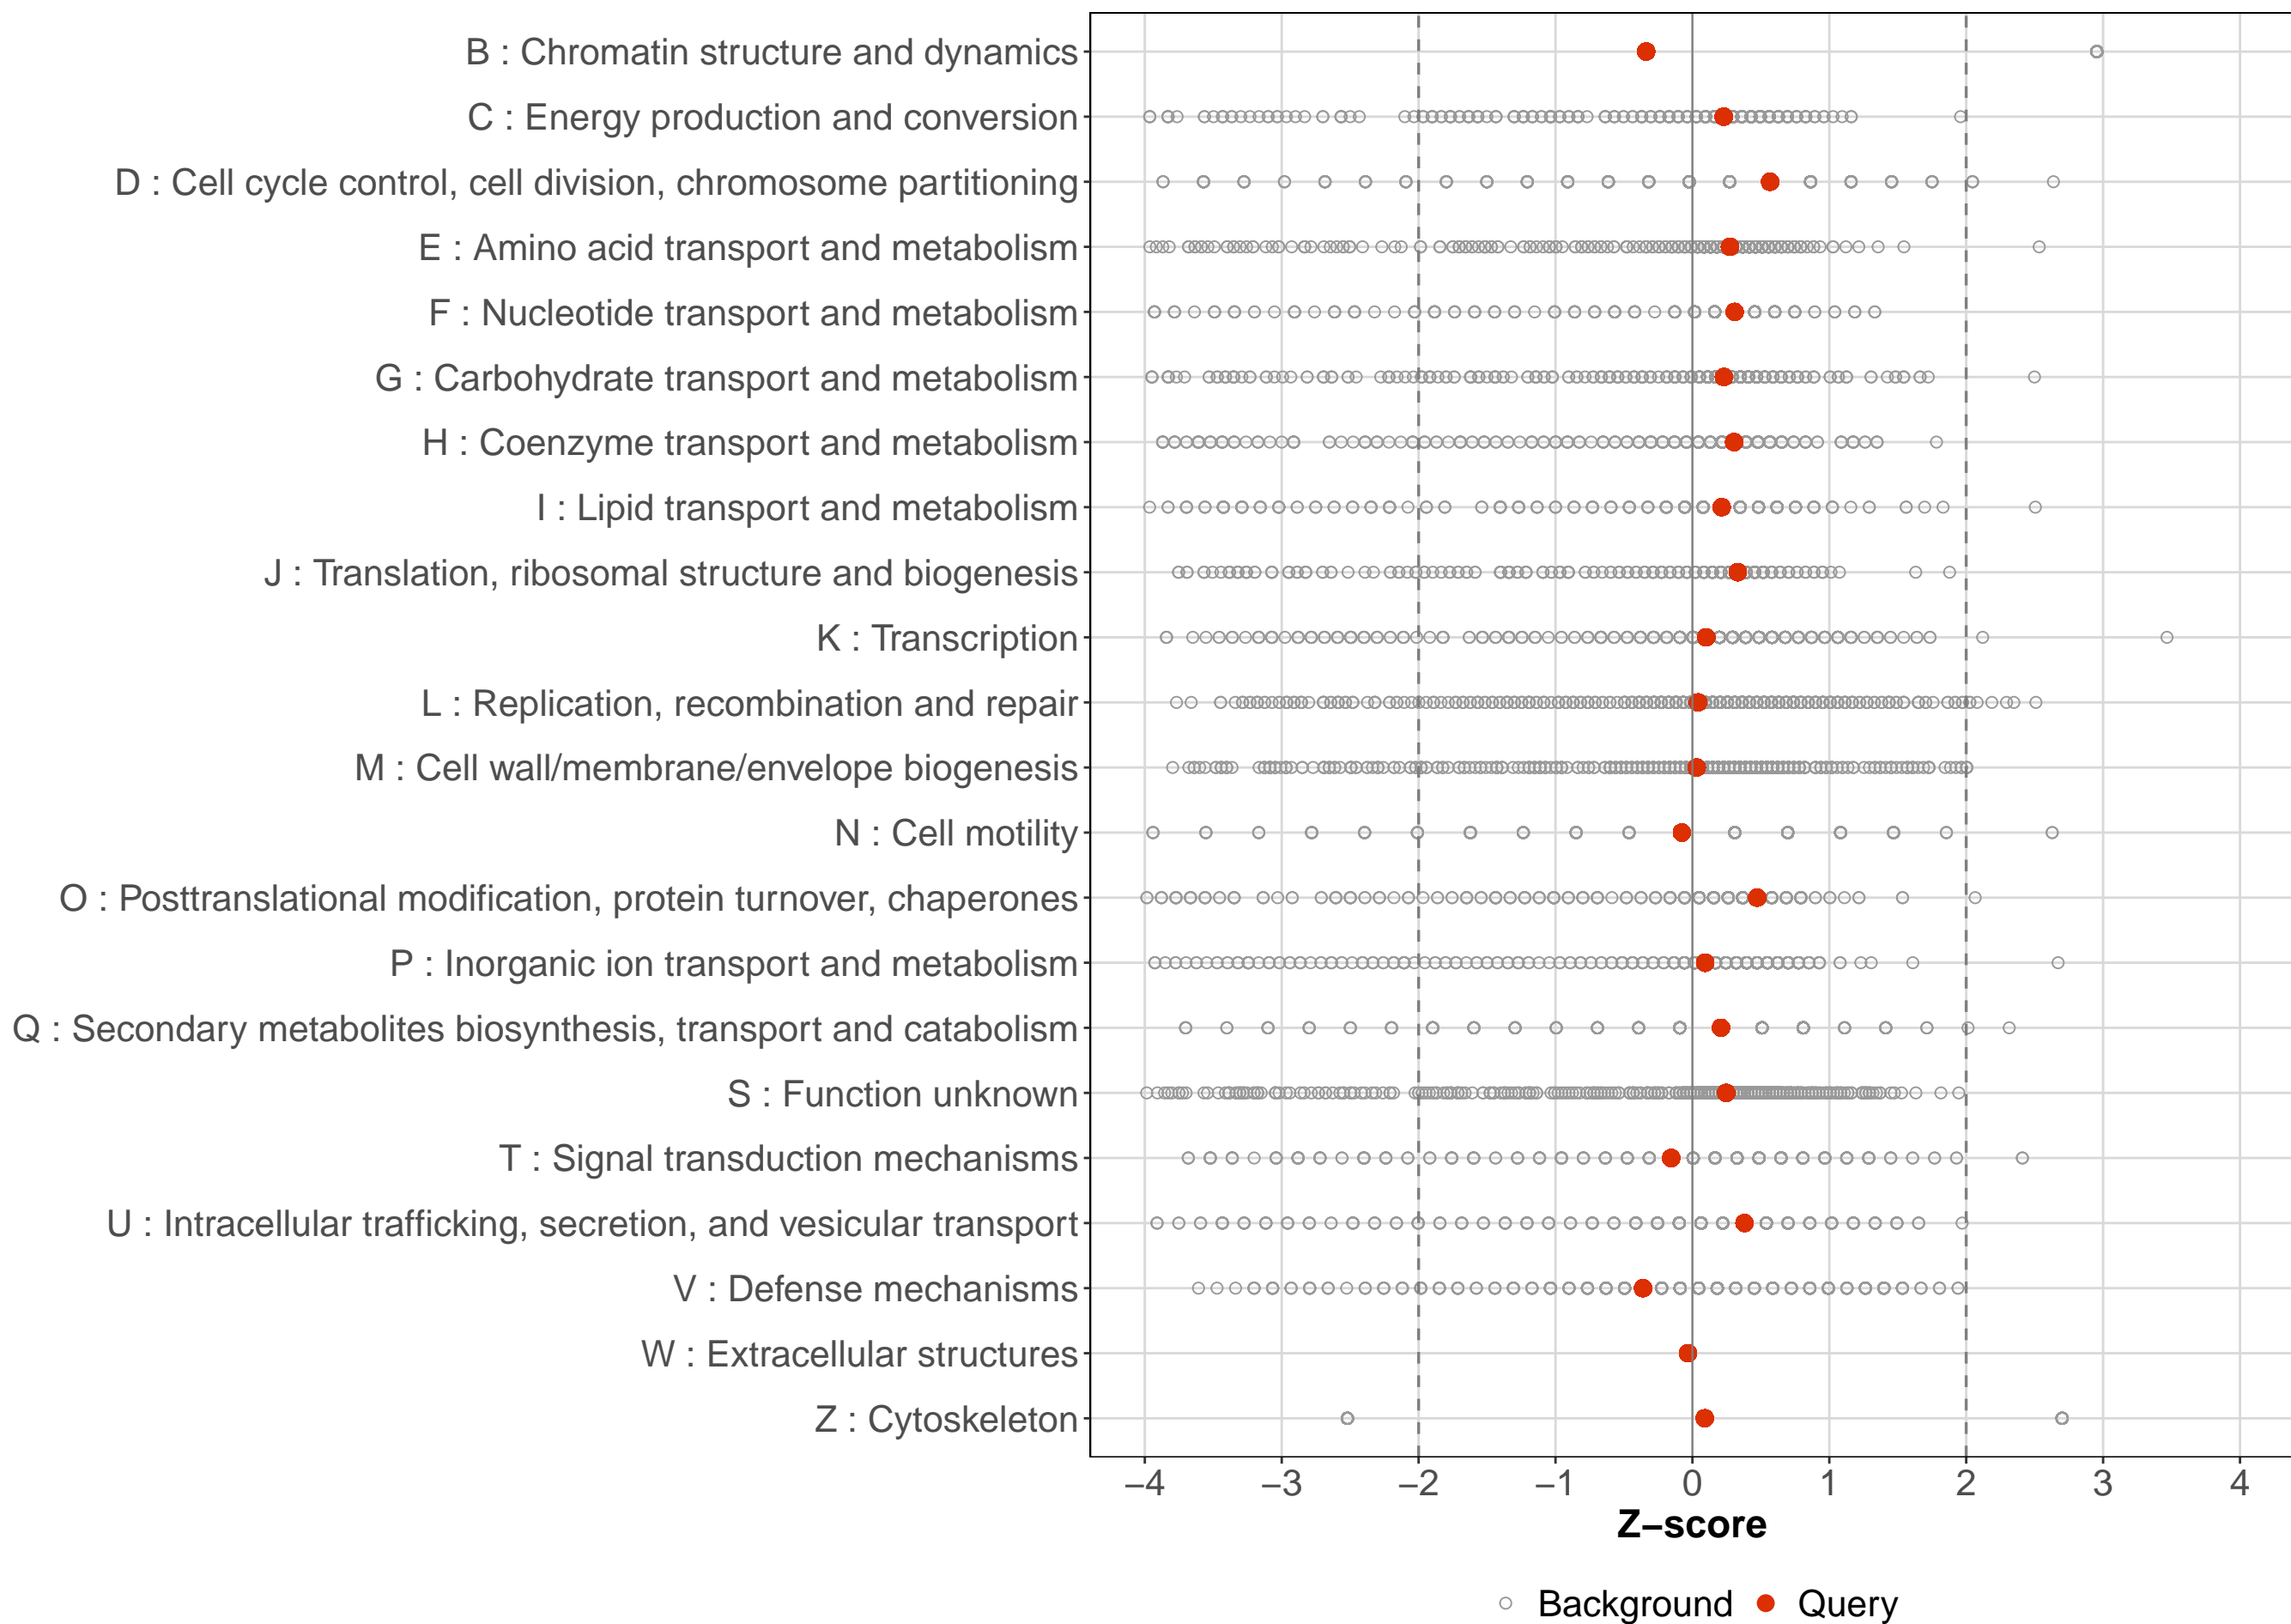 B : Chromatin structure and dynamics
C : Energy production and conversion
D : Cell cycle control, cell division, chromosome partitioning
E : Amino acid transport and metabolism
F : Nucleotide transport and metabolism
G : Carbohydrate transport and metabolism
H : Coenzyme transport and metabolism
I : Lipid transport and metabolism
J : Translation, ribosomal structure and biogenesis
K : Transcription
L : Replication, recombination and repair
M : Cell wall/membrane/envelope biogenesis
N : Cell motility
O : Posttranslational modification, protein turnover, chaperones
P : Inorganic ion transport and metabolism
Q : Secondary metabolites biosynthesis, transport and catabolism
S : Function unknown
T : Signal transduction mechanisms
U : Intracellular trafficking, secretion, and vesicular transport
V : Defense mechanisms
W : Extracellular structures
Z : Cytoskeleton
−4 −3 −2 −1 0 1 2 3 4
Z−score
Background Query